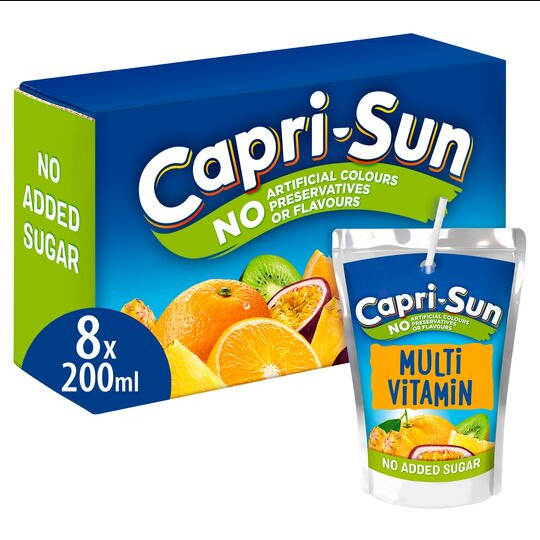 NO
ADDED
SUGAR
Capri-Sun
NO ARTIFICIAL COLOURS
PRESERVATIVES
OR FLAVOURS
8x
200ml
Capri-Sun
NO ARTIFICIAL COLOURS
PRESERVATIVES
OR FLAVOURS
MULTI
ViTAMiN
NO ADDED SUGAR